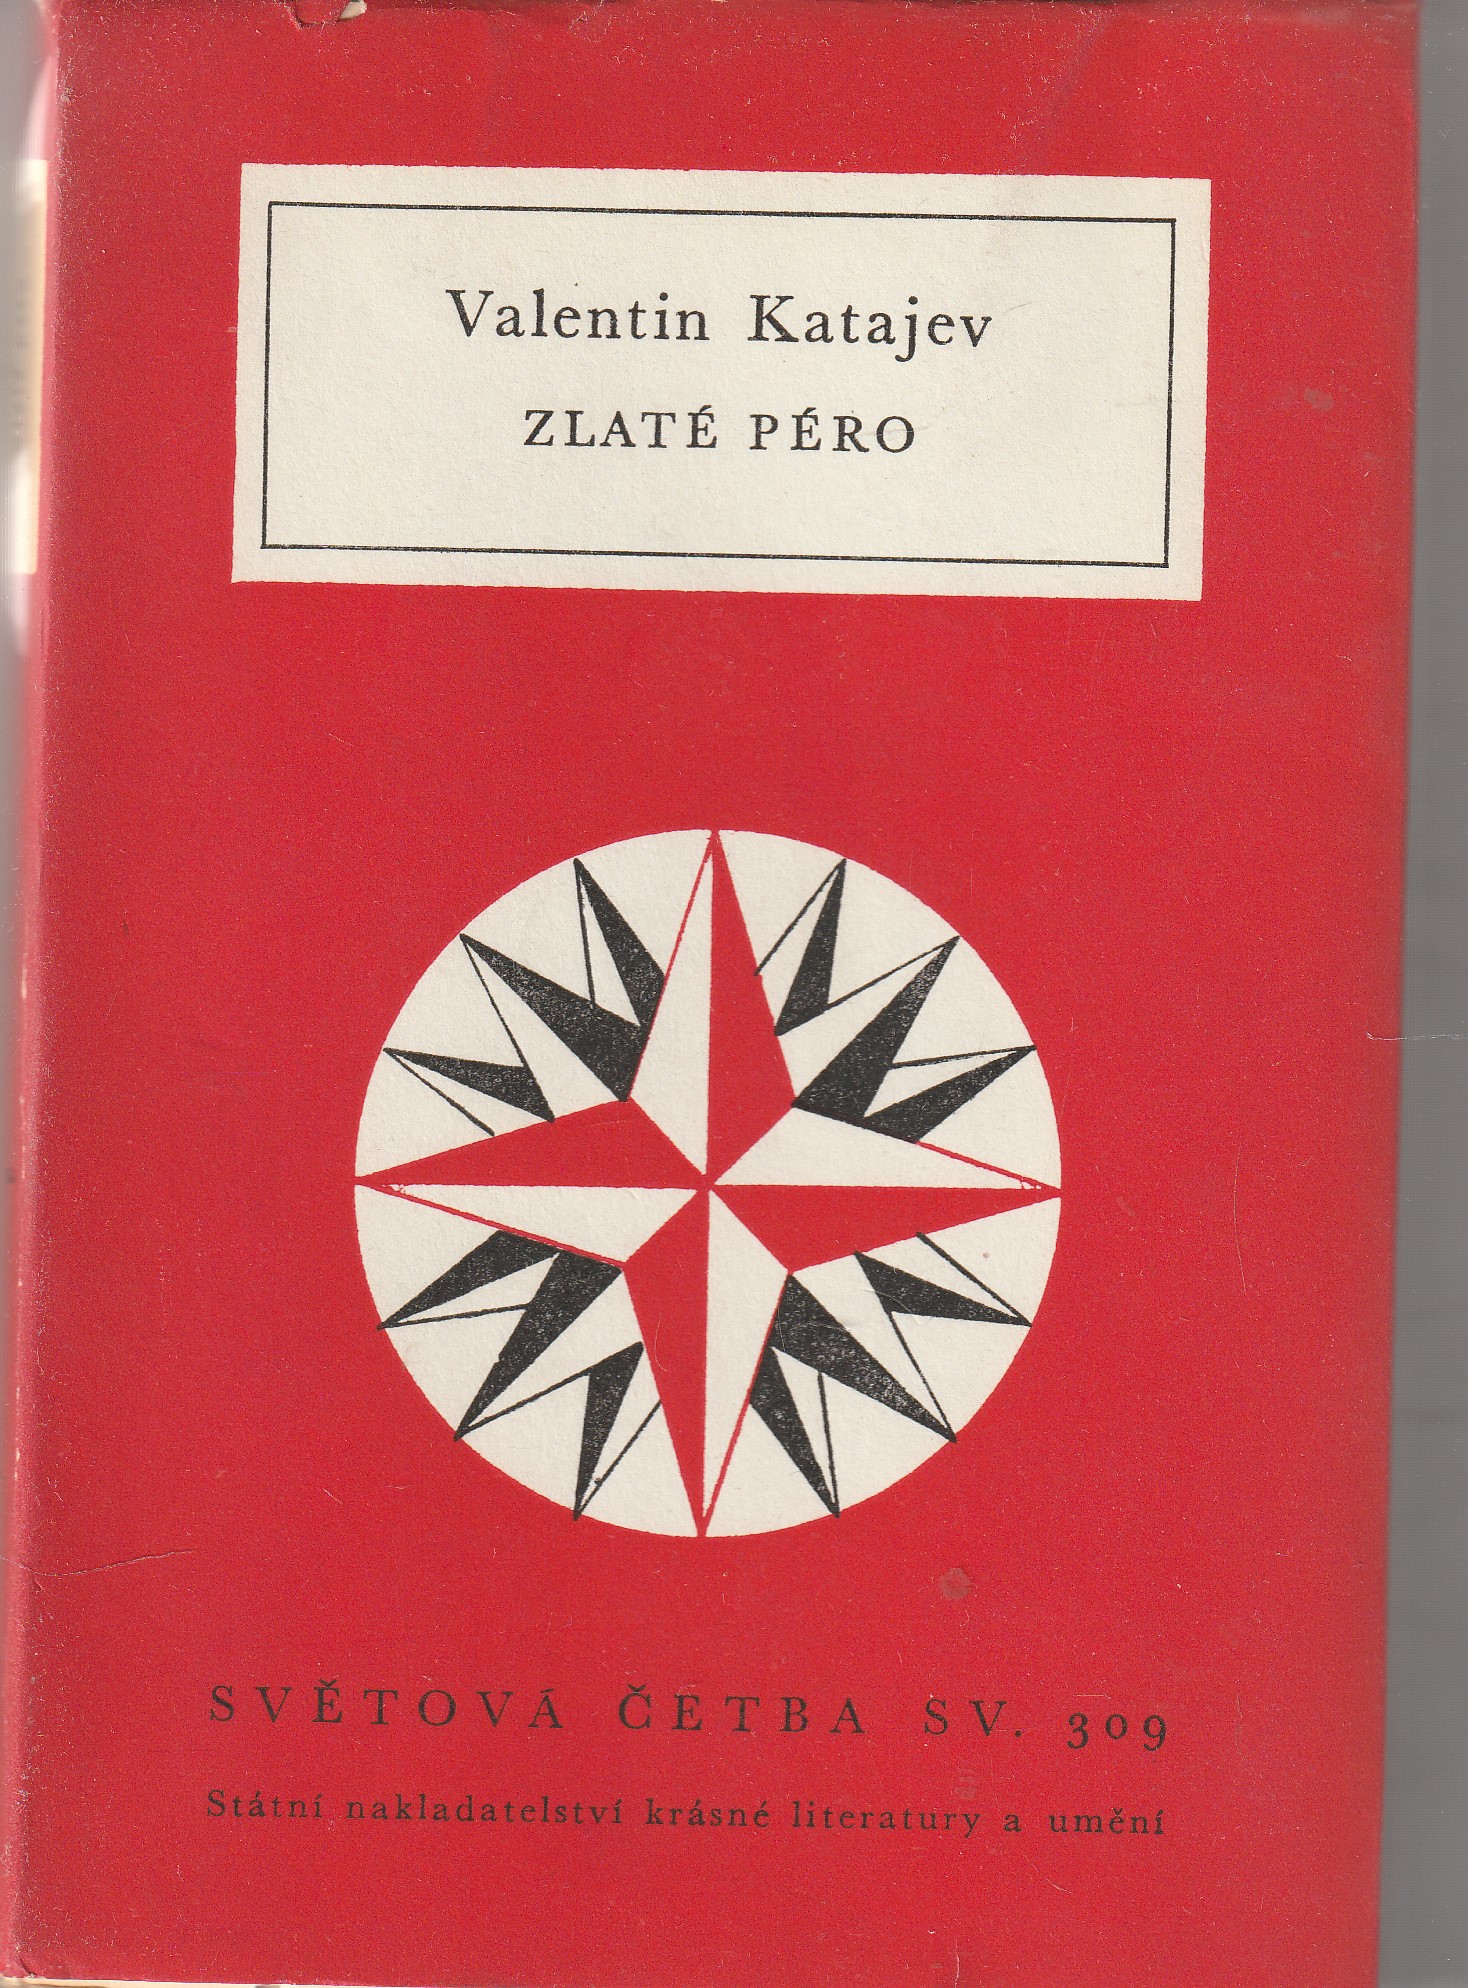 Valentin Katajev
ZLATÉ PÉRO
SVĚTOVÁ ČETBA SV. 309
Státní nakladatelství krásné literatury a umění